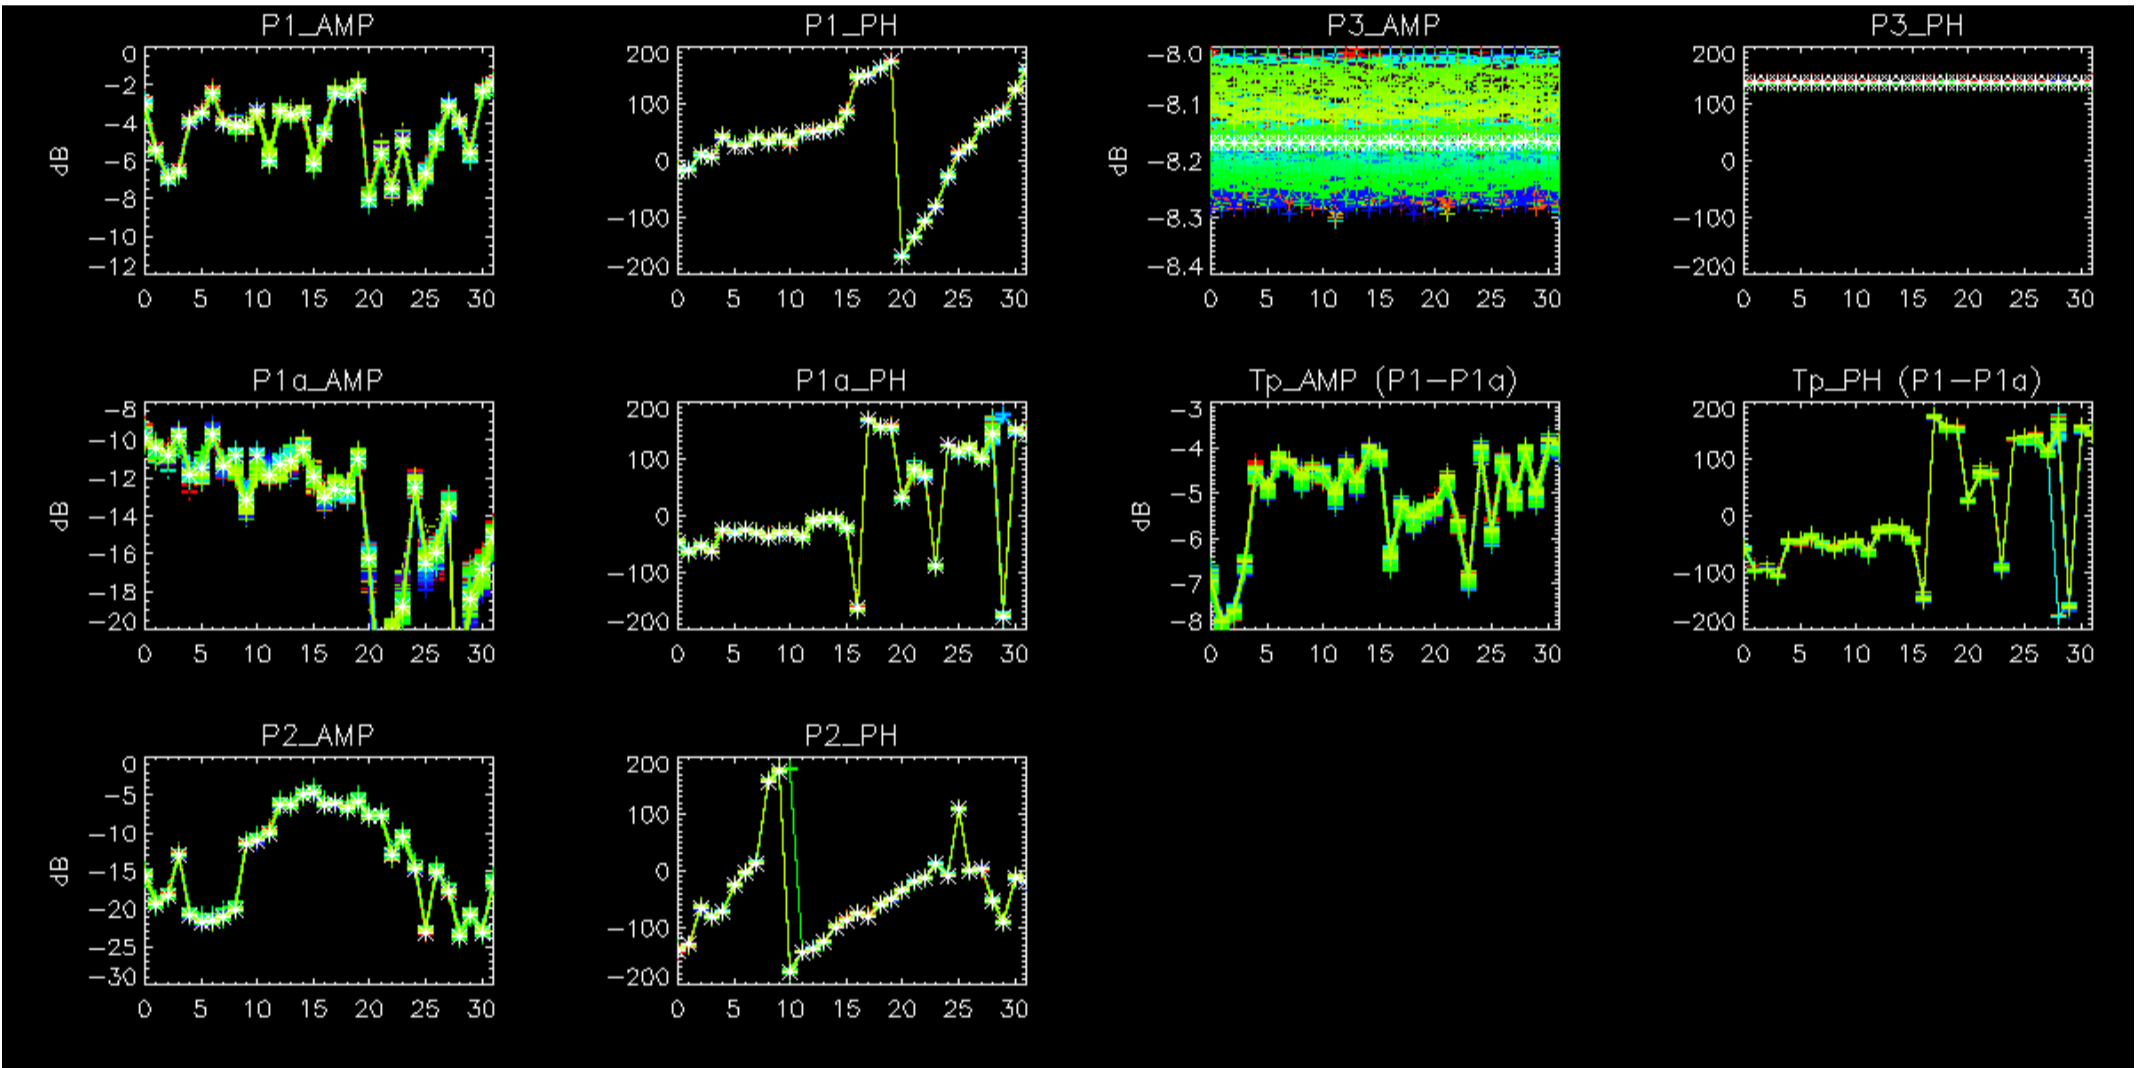 P1_AMP
P1_PH
P3_AMP
P3_PH
0
-2
-4
-6
-8
-10
-12
dB
0 5 10 15 20 25 30
200
100
0
-100
-200
0 5 10 15 20 25 30
-8.0
-8.1
-8.2
-8.3
-8.4
dB
0 5 10 15 20 25 30
200
100
0
-100
-200
0 5 10 15 20 25 30
P1a_AMP
P1a_PH
Tp_AMP (P1-P1a)
Tp_PH (P1-P1a)
-8
-10
-12
-14
-16
-18
-20
dB
0 5 10 15 20 25 30
200
100
0
-100
-200
0 5 10 15 20 25 30
-3
-4
-5
-6
-7
-8
dB
0 5 10 15 20 25 30
200
100
0
-100
-200
0 5 10 15 20 25 30
P2_AMP
P2_PH
0
-5
-10
-15
-20
-25
-30
dB
0 5 10 15 20 25 30
200
100
0
-100
-200
0 5 10 15 20 25 30